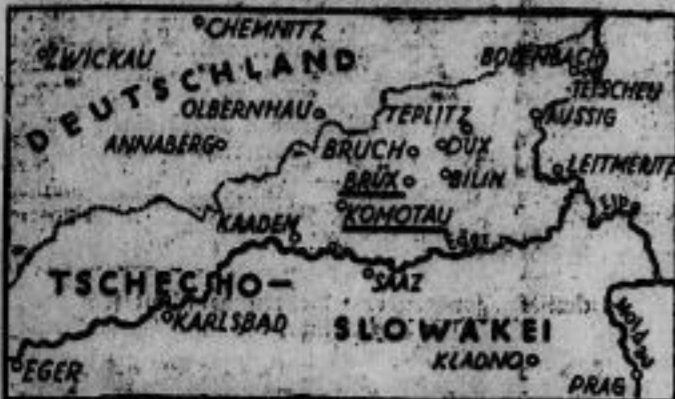 CHEMNITZ
ZWICKAU
DEUTSCHLAND
BODENBACH
TETSCHEN
OLBERNHAU
TEPLITZ
AUSSIG
ANNABERG
BRUCH
DUX
LEITMERITZ
BRÜX
BILIN
KAADEN
KOMOTAU
ELBE
EGER
SAAZ
TSCHECHO-
SLOWAKEI
KARLSBAD
MOLDAU
EGER
KLADNO
PRAG